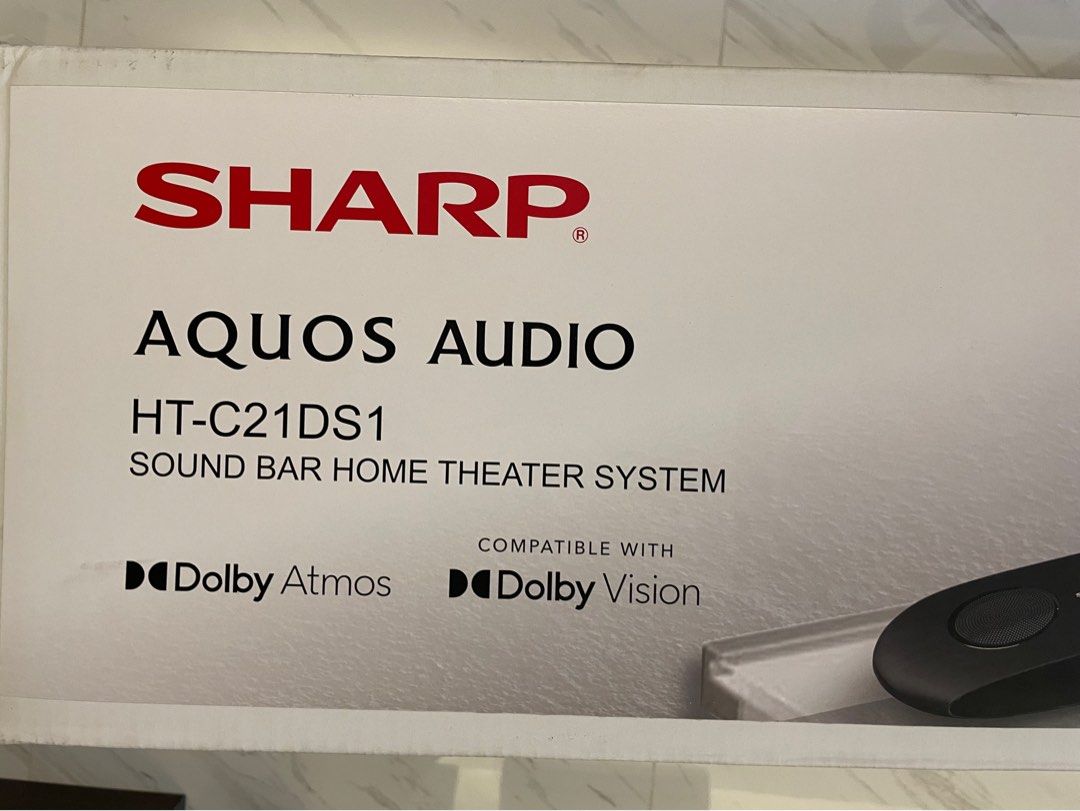 SHARP®
AQUOS AUDIO
HT-C21DS1
SOUND BAR HOME THEATER SYSTEM
Dolby Atmos
COMPATIBLE WITH
Dolby Vision